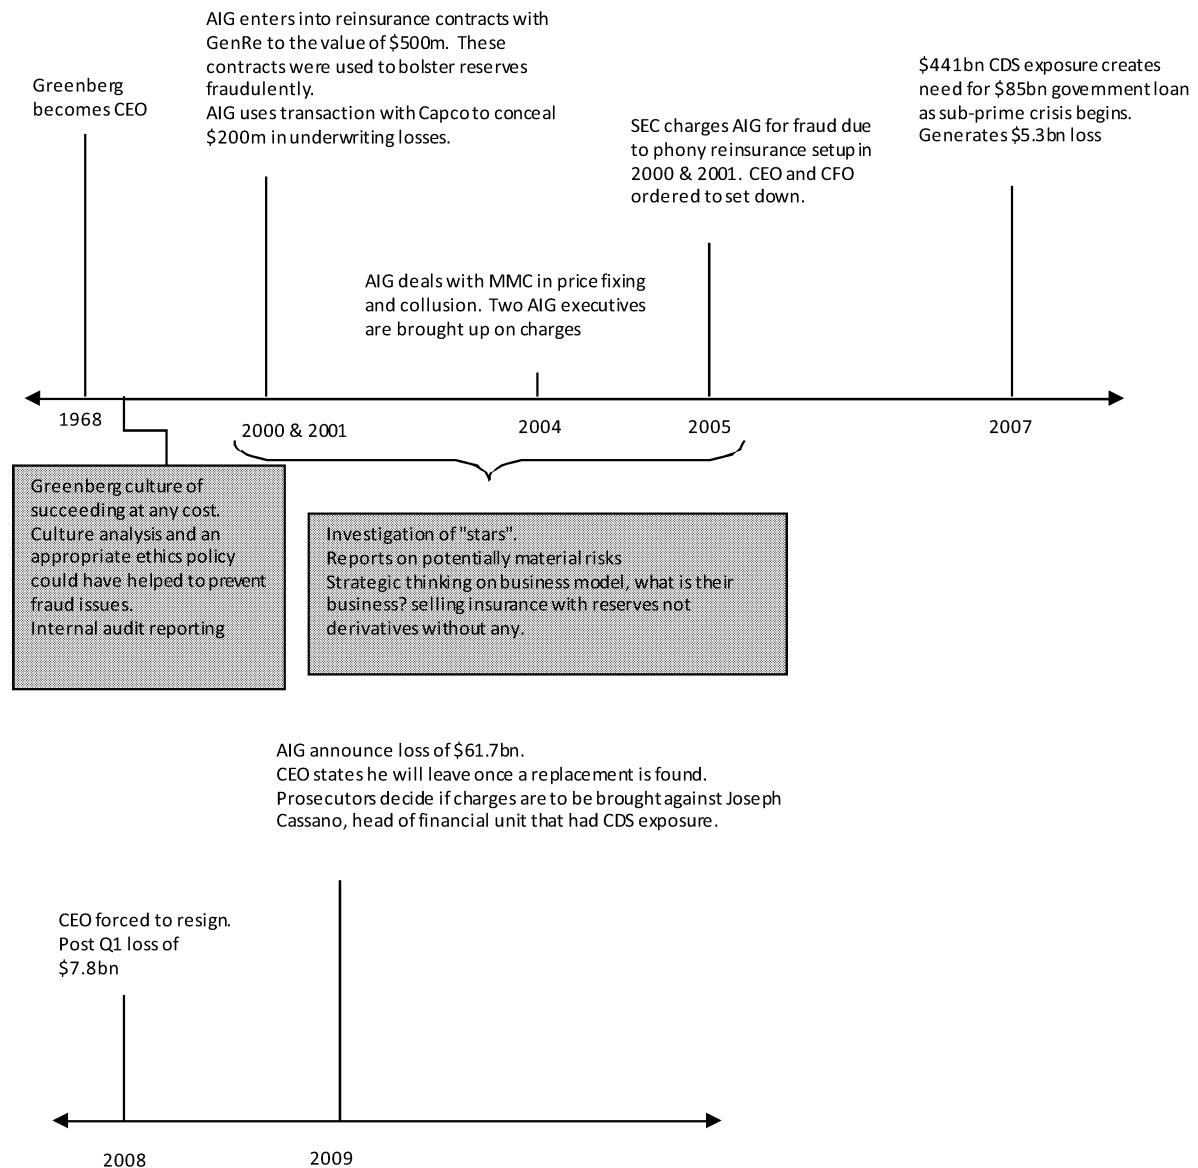 AIG enters into reinsurance contracts with
GenRe to the value of $500m.  These
contracts were used to bolster reserves
fraudulently.
AIG uses transaction with Capco to conceal
$200m in underwriting losses.
Greenberg
becomes CEO
$441bn CDS exposure creates
need for $85bn government loan
as sub-prime crisis begins.
Generates $5.3bn loss
SEC charges AIG for fraud due
to phony reinsurance setup in
2000 & 2001.  CEO and CFO
ordered to set down.
AIG deals with MMC in price fixing
and collusion.  Two AIG executives
are brought up on charges
1968
2000 & 2001
2004
2005
2007
Greenberg culture of
succeeding at any cost.
Culture analysis and an
appropriate ethics policy
could have helped to prevent
fraud issues.
Internal audit reporting
Investigation of "stars".
Reports on potentially material risks
Strategic thinking on business model, what is their
business? selling insurance with reserves not
derivatives without any.
AIG announce loss of $61.7bn.
CEO states he will leave once a replacement is found.
Prosecutors decide if charges are to be brought against Joseph
Cassano, head of financial unit that had CDS exposure.
CEO forced to resign.
Post Q1 loss of
$7.8bn
2008
2009